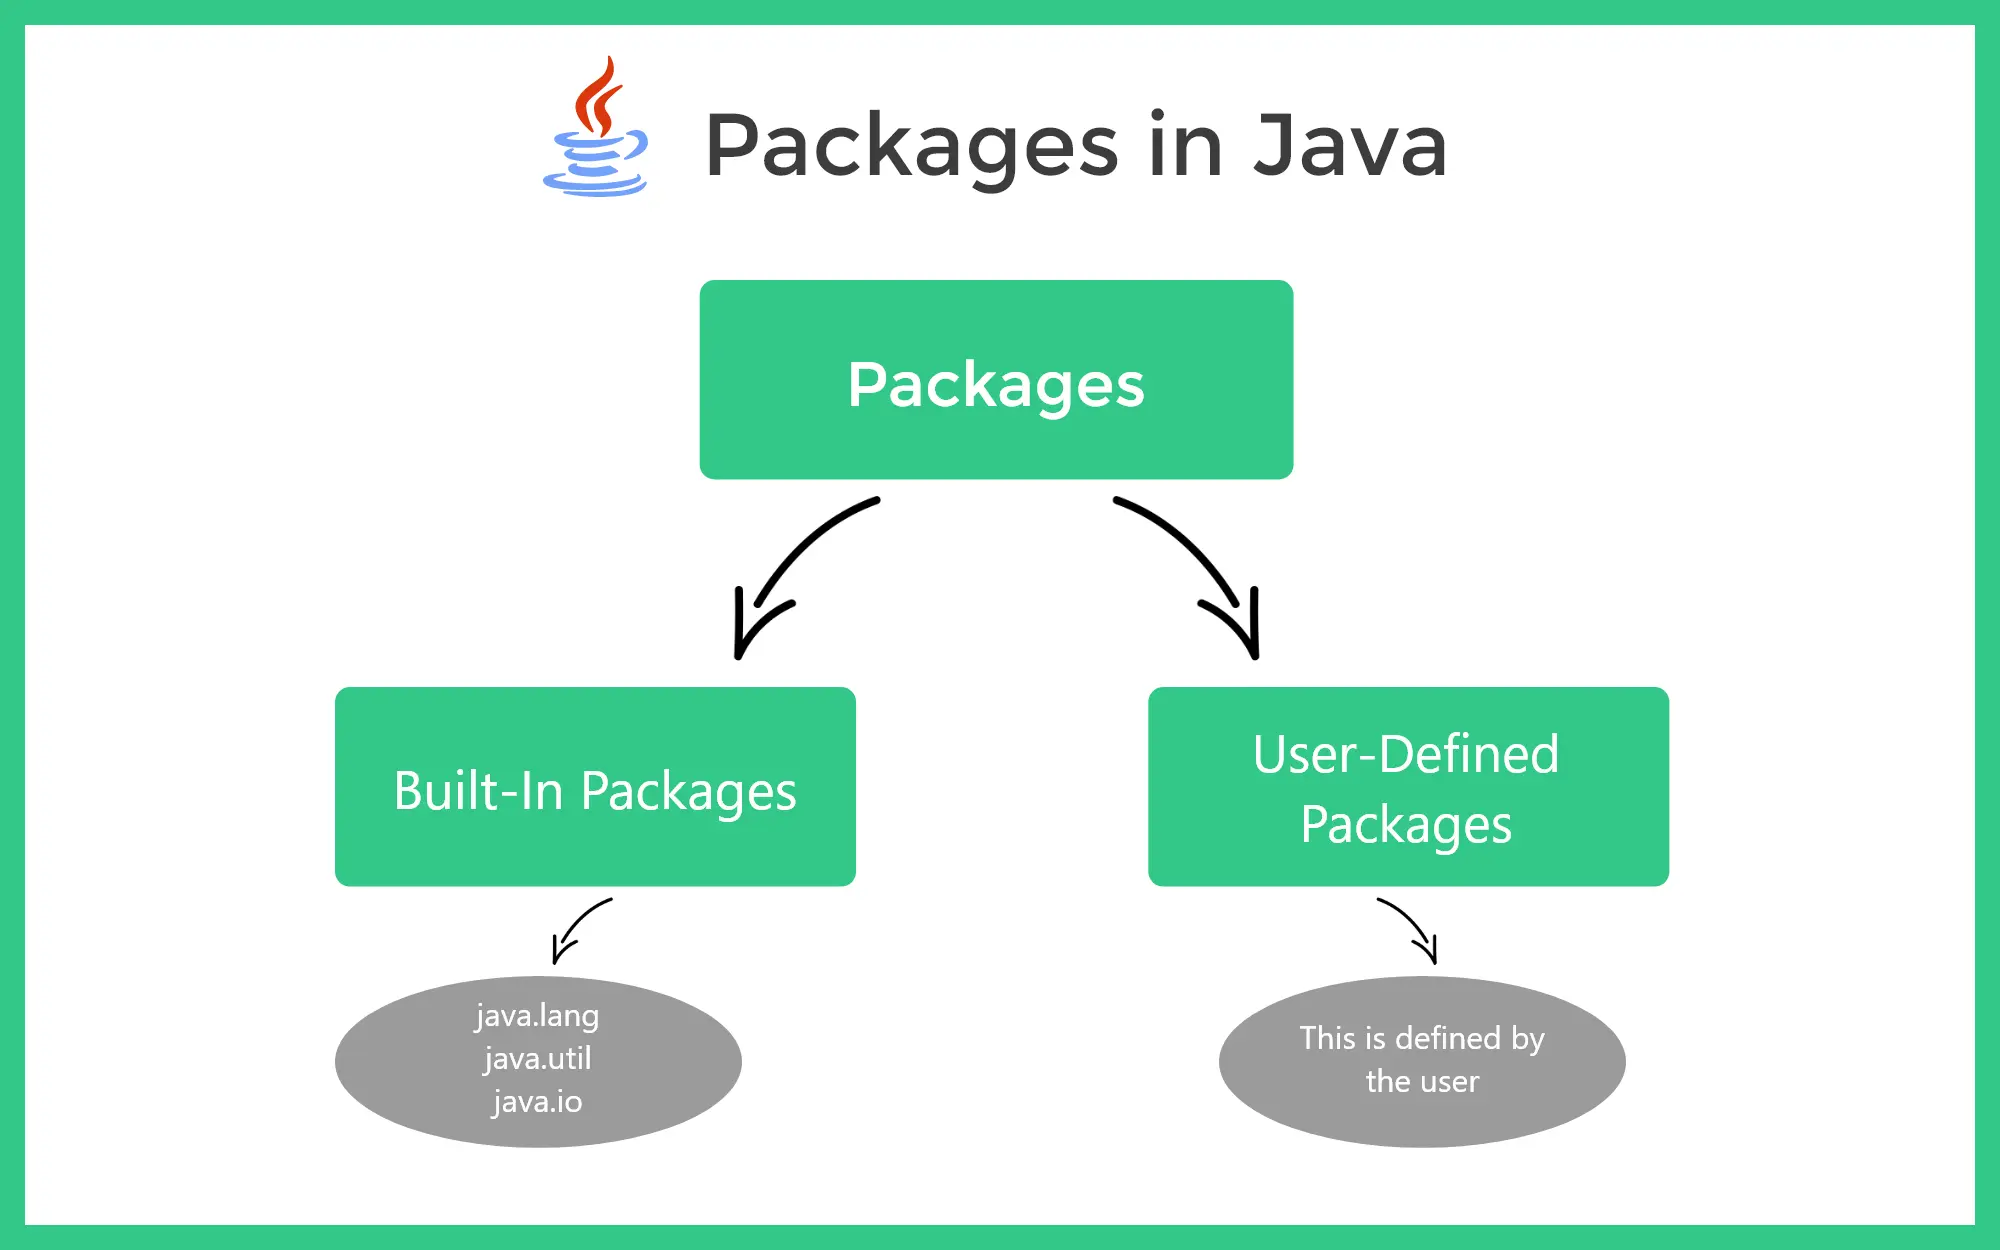 Packages in Java
Packages
Built-In Packages
User-Defined
Packages
java.lang
java.util
java.io
This is defined by
the user